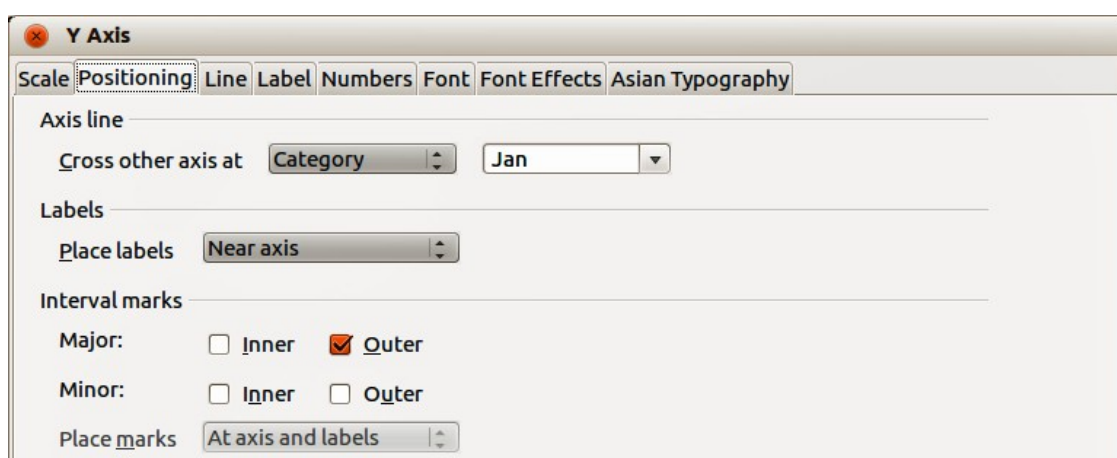 Y Axis
Scale Positioning Line Label Numbers Font Font Effects Asian Typography
Axis line
Cross other axis at Category Jan
Labels
Place labels Near axis
Interval marks
Major: Inner Outer
Minor: Inner Outer
Place marks At axis and labels